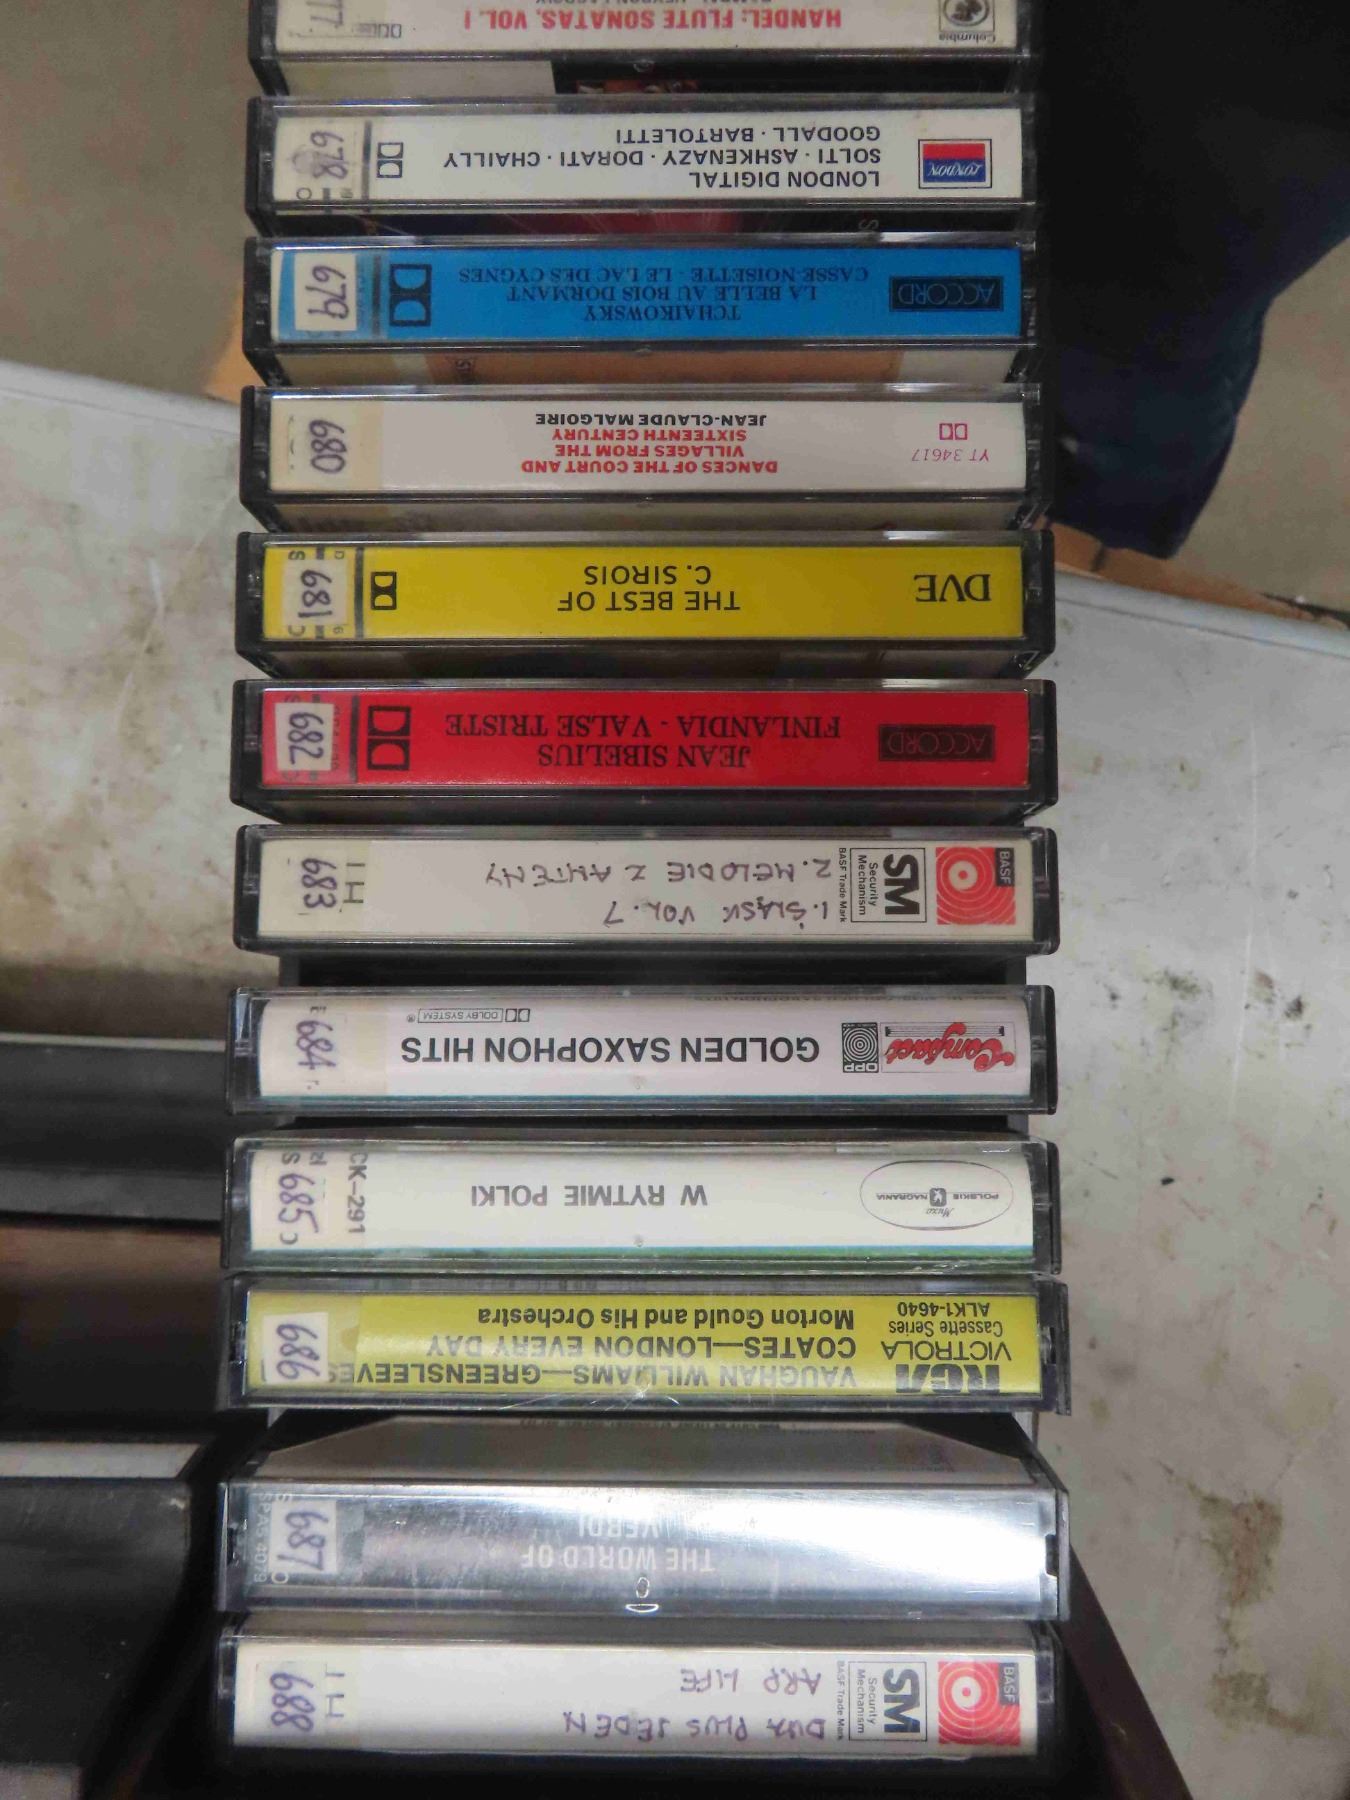 HANDEL: FLUTE SONATAS, VOL. I
Columbia
LONDON
LONDON DIGITAL
SOLTI · ASHKENAZY · DORATI · CHAILLY
GOODALL · BARTOLETTI
678
ACCORD
TCHAIKOWSKY
LA BELLE AU BOIS DORMANT
CASSE-NOISETTE - LE LAC DES CYGNES
679
YT 34617
DANCES OF THE COURT AND
VILLAGES FROM THE
SIXTEENTH CENTURY
JEAN-CLAUDE MALGOIRE
680
DVE
THE BEST OF
C. SIROIS
681
ACCORD
JEAN SIBELIUS
FINLANDIA - VALSE TRISTE
682
BASF
SM
Security
Mechanism
BASF Trade Mark
1. ŚLĄSK VOL. 7
2. MELODIE Z ANTENY
683
Compact
OPP
GOLDEN SAXOPHON HITS
DOLBY SYSTEM ®
684
Muza
POLSKIE NAGRANIA
W RYTMIE POLKI
CK-291
685
RCA
VICTROLA
Cassette Series
ALK1-4640
VAUGHAN WILLIAMS—GREENSLEEVES
COATES—LONDON EVERY DAY
Morton Gould and His Orchestra
686
THE WORLD OF
VERDI
687
BASF
SM
Security
Mechanism
BASF Trade Mark
DWA PLUS JEDEN
ARP LIFE
688